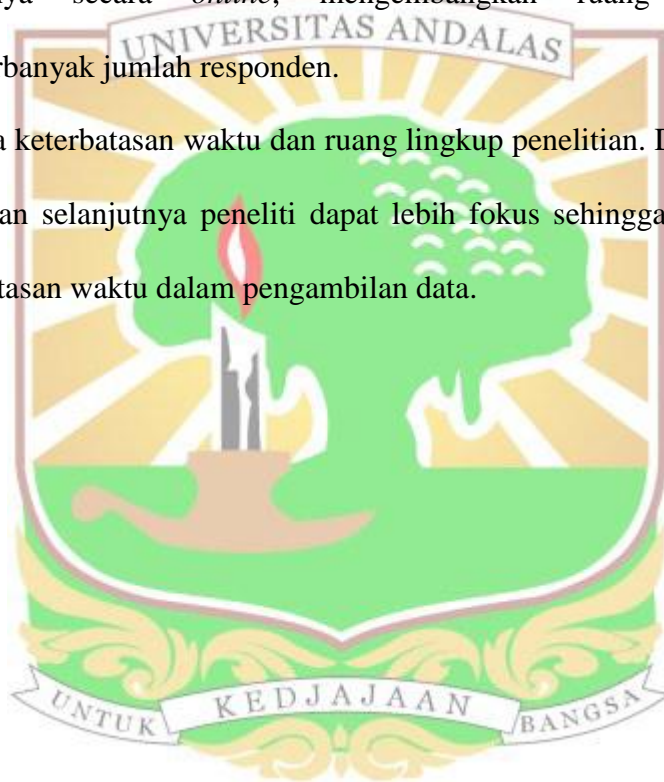 nya secara online, mengembangkan ruang
UNIVERSITAS ANDALAS
rbanyak jumlah responden.
a keterbatasan waktu dan ruang lingkup penelitian.
an selanjutnya peneliti dapat lebih fokus sehingga
tasan waktu dalam pengambilan data.
UNTUK KEDJAJAAN BANGSA